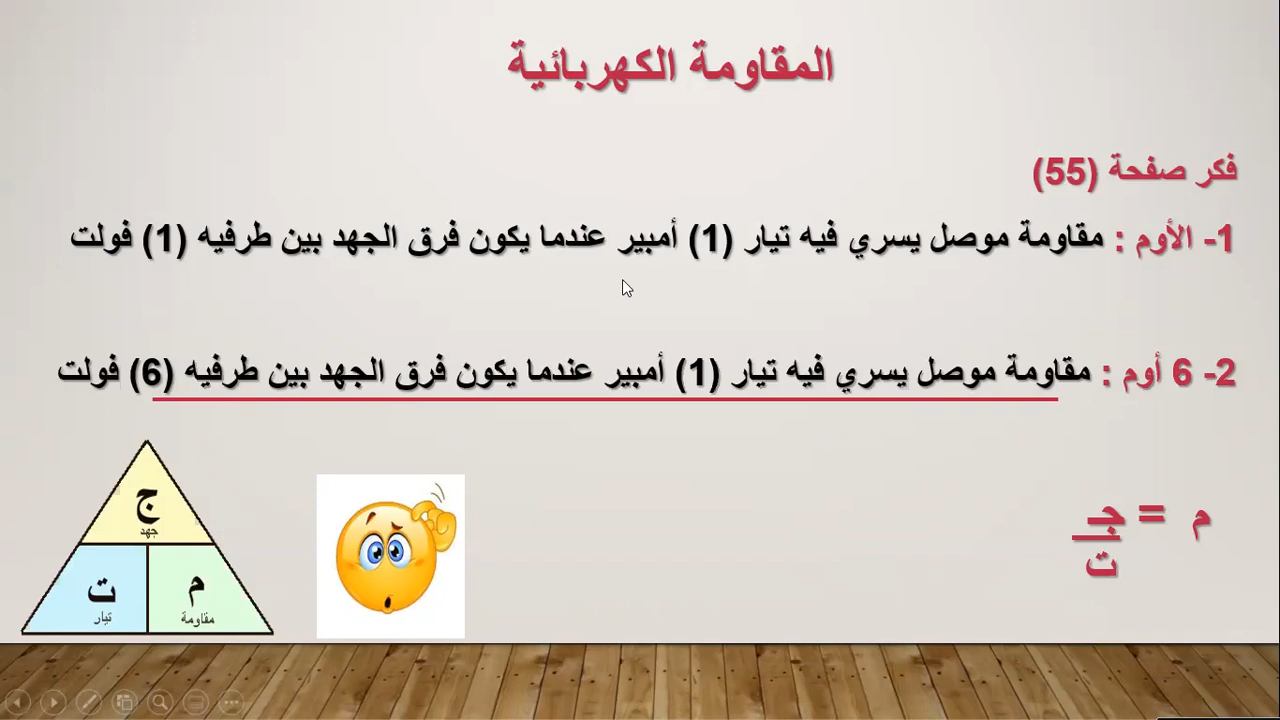 المقاومة الكهربائية
فكر صفحة (55)
1- الأوم : مقاومة موصل يسري فيه تيار (1) أمبير عندما يكون فرق الجهد بين طرفيه (1) فولت
2- 6 أوم : مقاومة موصل يسري فيه تيار (1) أمبير عندما يكون فرق الجهد بين طرفيه (6) فولت
م = جـ
ت
ج
جهد
م ت
مقاومة تيار